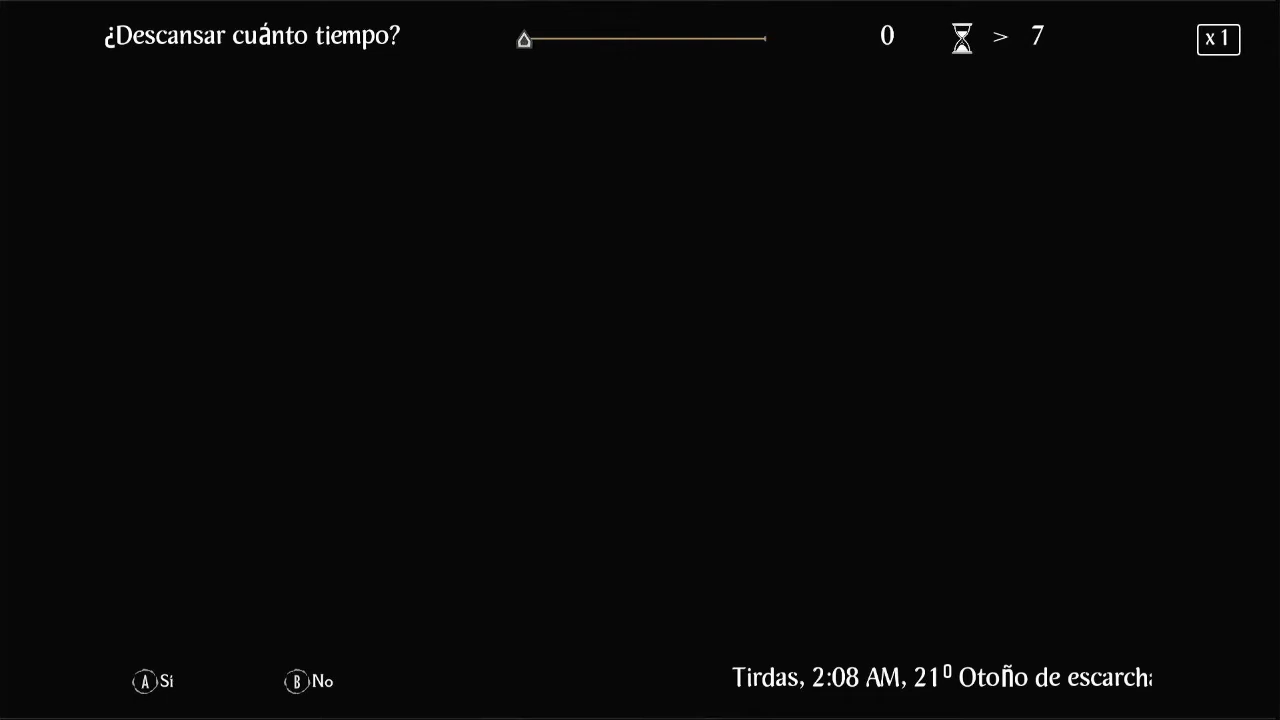 ¿Descansar cuánto tiempo? 0 > 7 x 1
A Sí B No Tirdas, 2:08 AM, 21º Otoño de escarcha